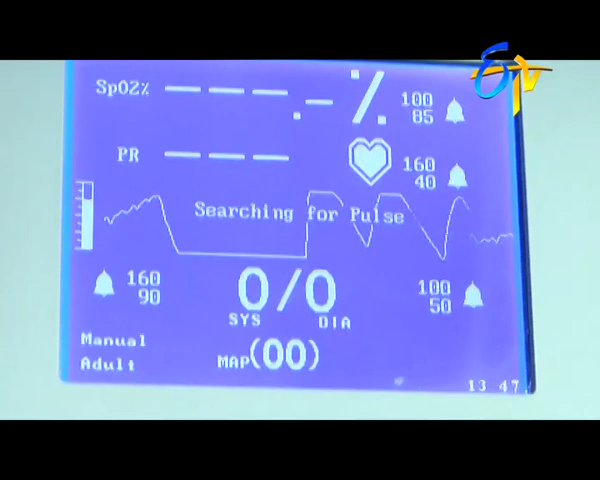 ETV
SpO2% ---.-% 100
85
PR --- 160
40
Searching for Pulse
160
90
0/0
SYS DIA
100
50
Manual
Adult
MAP(00)
13 47